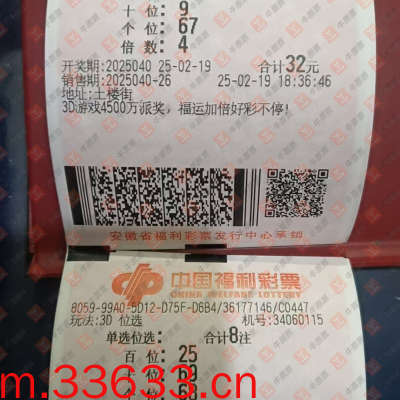 十 位: 9
个 位: 67
倍 数: 4
开奖期:2025040 25-02-19 合计32元
销售期:2025040-26 25-02-19 18:36:46
地址:土楼街
3D游戏4500万派奖，福运加倍好彩不停!
安徽省福利彩票发行中心承销
中国福利彩票
CHINA WELFARE LOTTERY
8059-99A0-5D12-D75F-D6B4/36177146/C0447
玩法:3D 位选 机号:34060115
单选位选: 合计8注
百 位: 25
m.33633.com